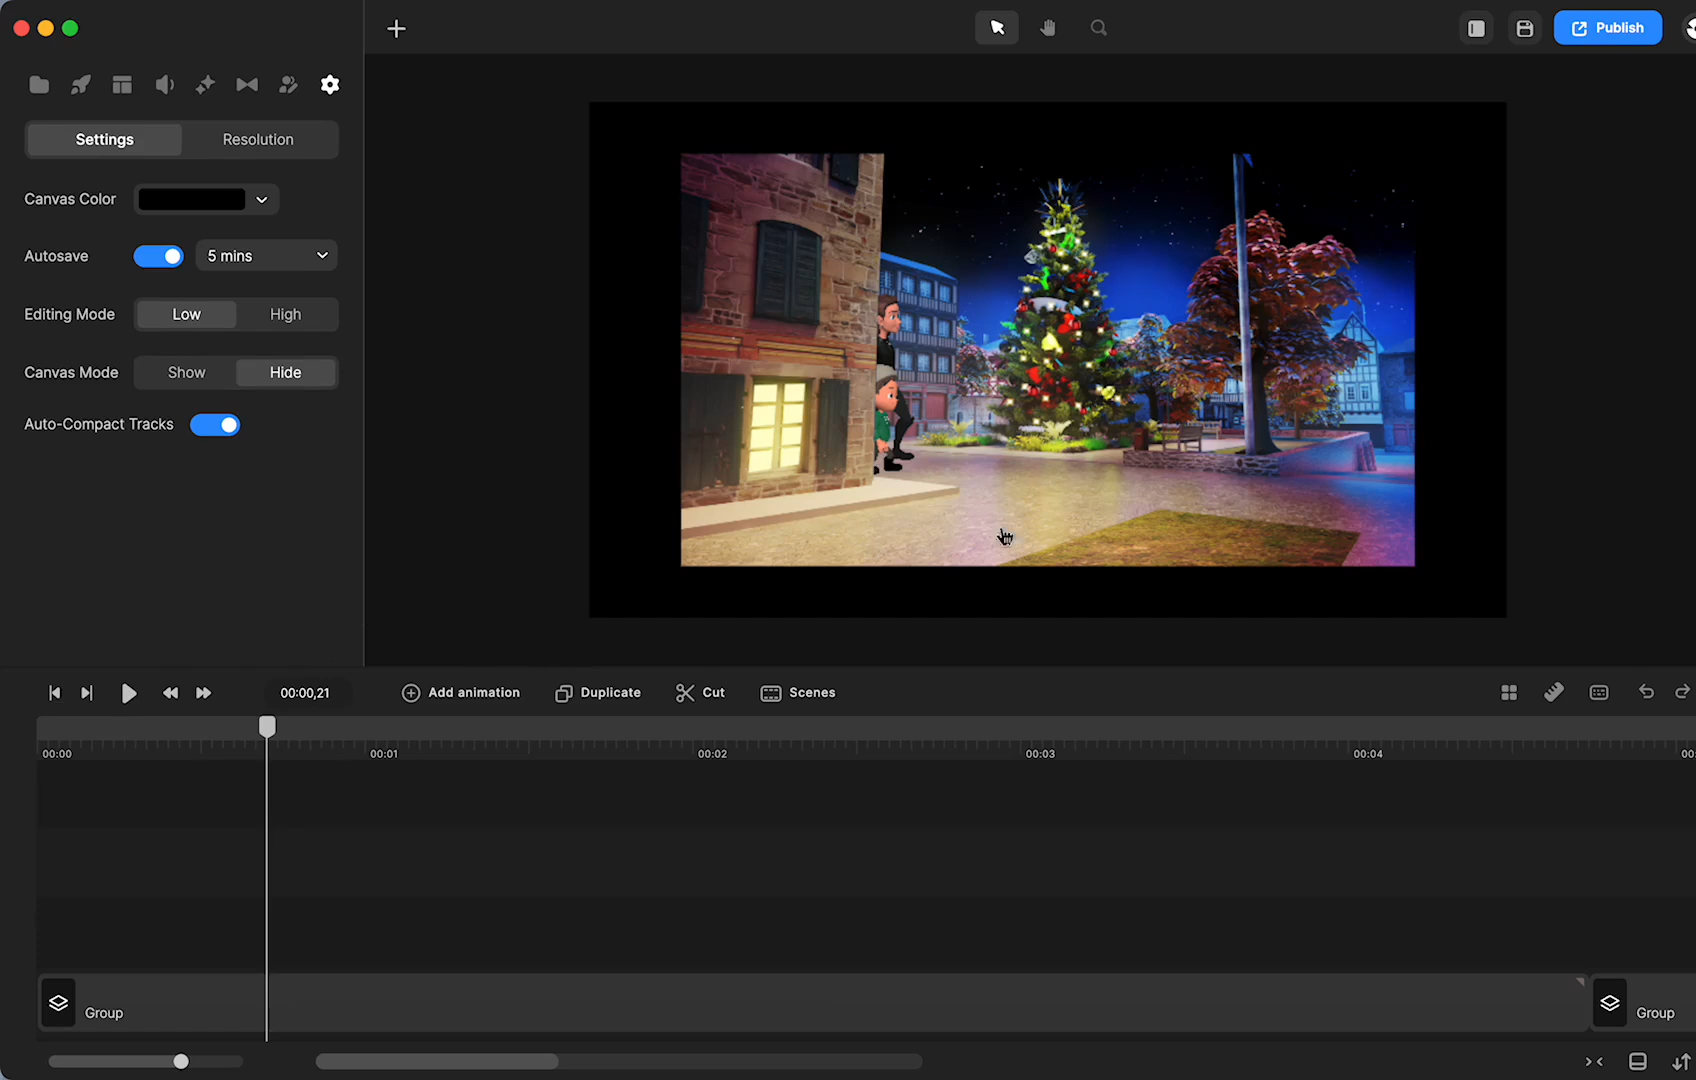 Publish
Settings
Resolution
Canvas Color
Autosave
5 mins
Editing Mode
Low
High
Canvas Mode
Show
Hide
Auto-Compact Tracks
00:00,21
Add animation
Duplicate
Cut
Scenes
00:00
00:01
00:02
00:03
00:04
00:
Group
Group